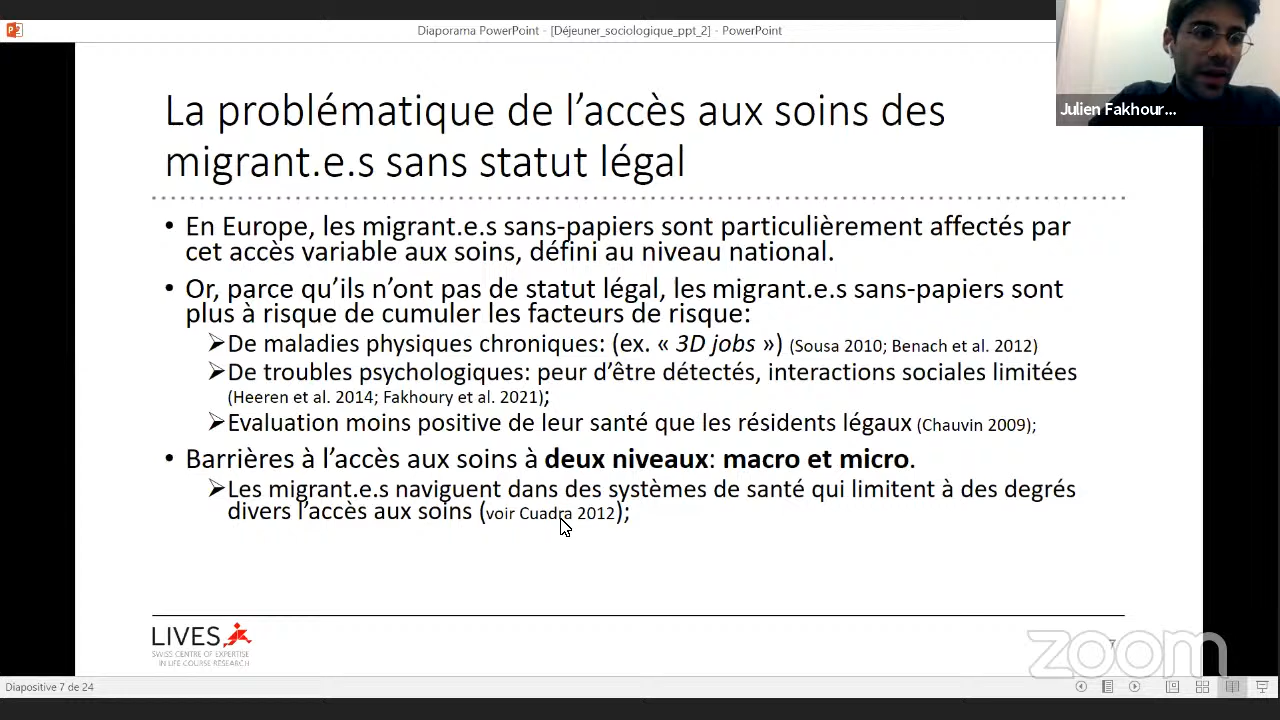 Diaporama PowerPoint - [Déjeuner_sociologique_ppt_2] - PowerPoint
Julien Fakhour...
La problématique de l’accès aux soins des
migrant.e.s sans statut légal
• En Europe, les migrant.e.s sans-papiers sont particulièrement affectés par
cet accès variable aux soins, défini au niveau national.
• Or, parce qu’ils n’ont pas de statut légal, les migrant.e.s sans-papiers sont
plus à risque de cumuler les facteurs de risque:
➢De maladies physiques chroniques: (ex. « 3D jobs ») (Sousa 2010; Benach et al. 2012)
➢De troubles psychologiques: peur d’être détectés, interactions sociales limitées
(Heeren et al. 2014; Fakhoury et al. 2021);
➢Evaluation moins positive de leur santé que les résidents légaux (Chauvin 2009);
• Barrières à l’accès aux soins à deux niveaux: macro et micro.
➢Les migrant.e.s naviguent dans des systèmes de santé qui limitent à des degrés
divers l’accès aux soins (voir Cuadra 2012);
LIVES
SWISS CENTRE OF EXPERTISE
IN LIFE COURSE RESEARCH
7
zoom
Diapositive 7 de 24